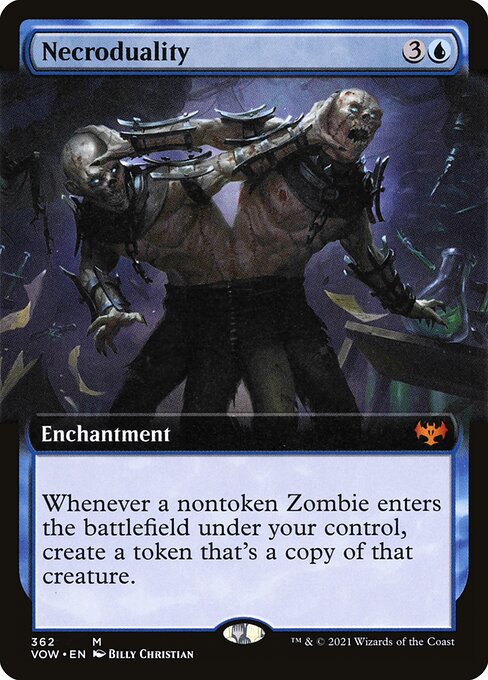 Necroduality 3
Enchantment
Whenever a nontoken Zombie enters
the battlefield under your control,
create a token that's a copy of that
creature.
362 M
VOW • EN BILLY CHRISTIAN
™ & © 2021 Wizards of the Coast